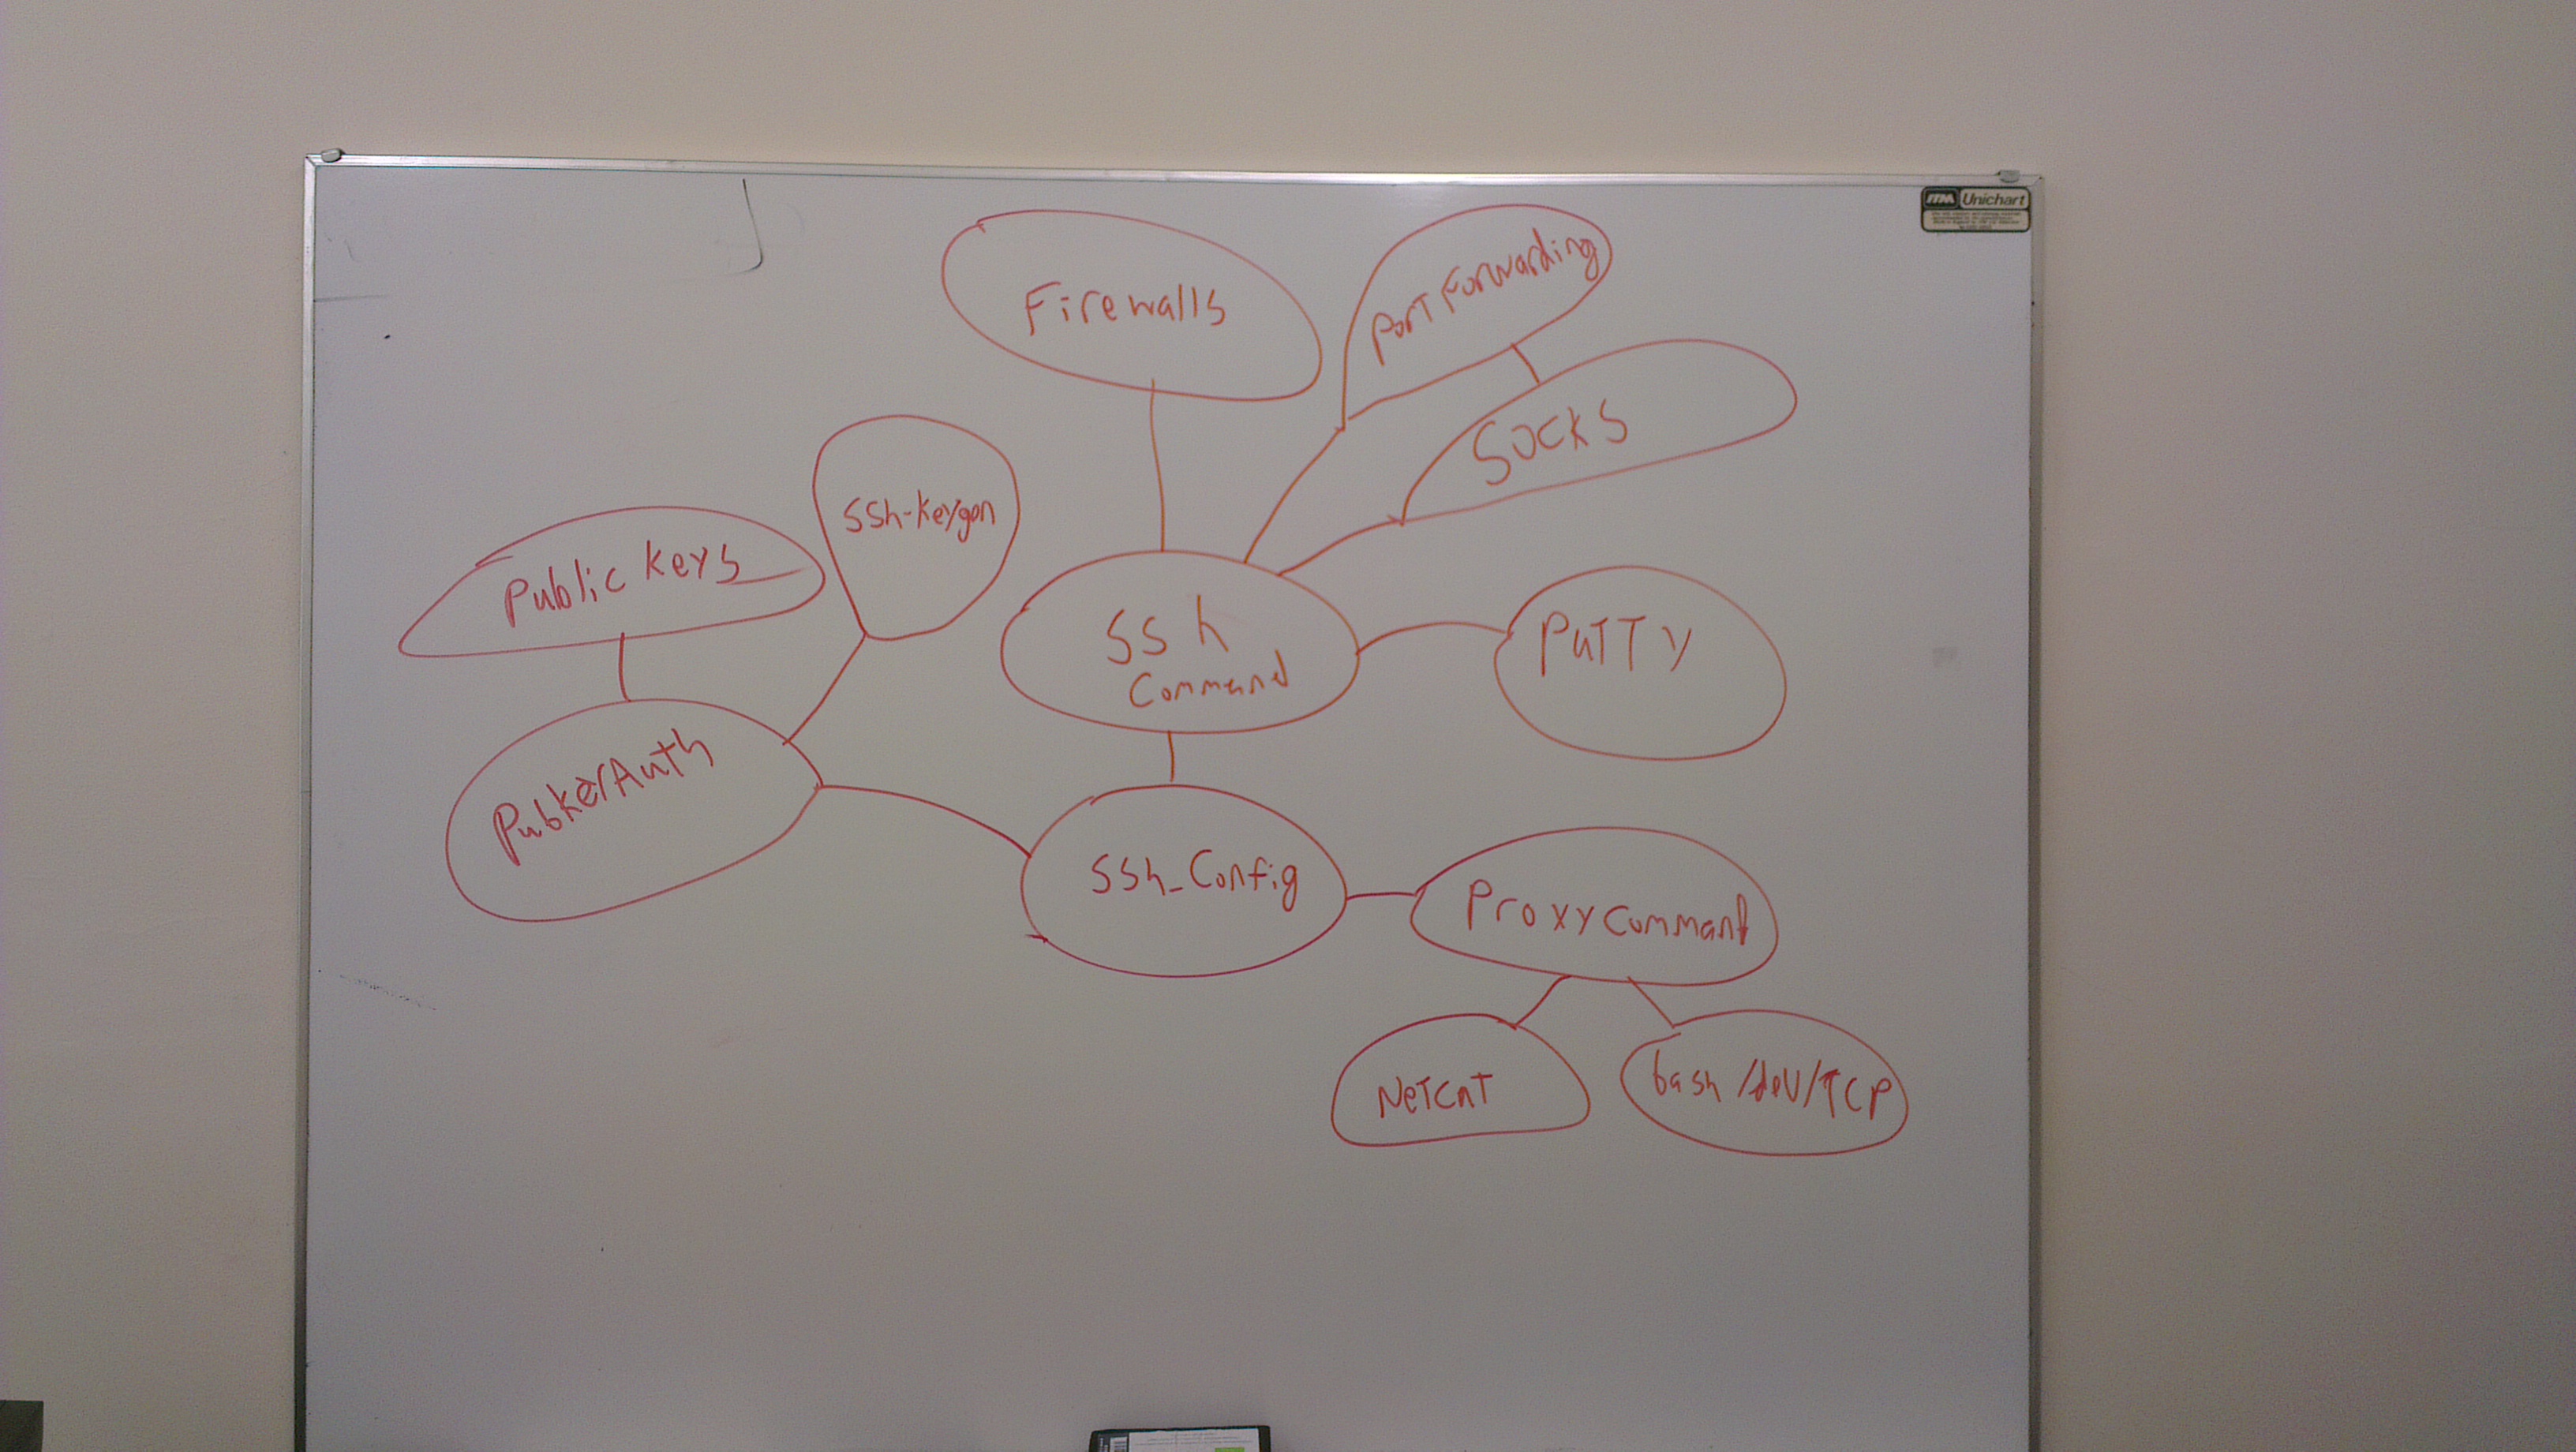 ITM Unichart
Firewalls
PorT Forwarding
SOCKS
ssh-keygen
Public keys
ssh
Command
PuTTY
PubkeyAuth
ssh_Config
Proxycommand
NeTcaT
bash /dev/TCP